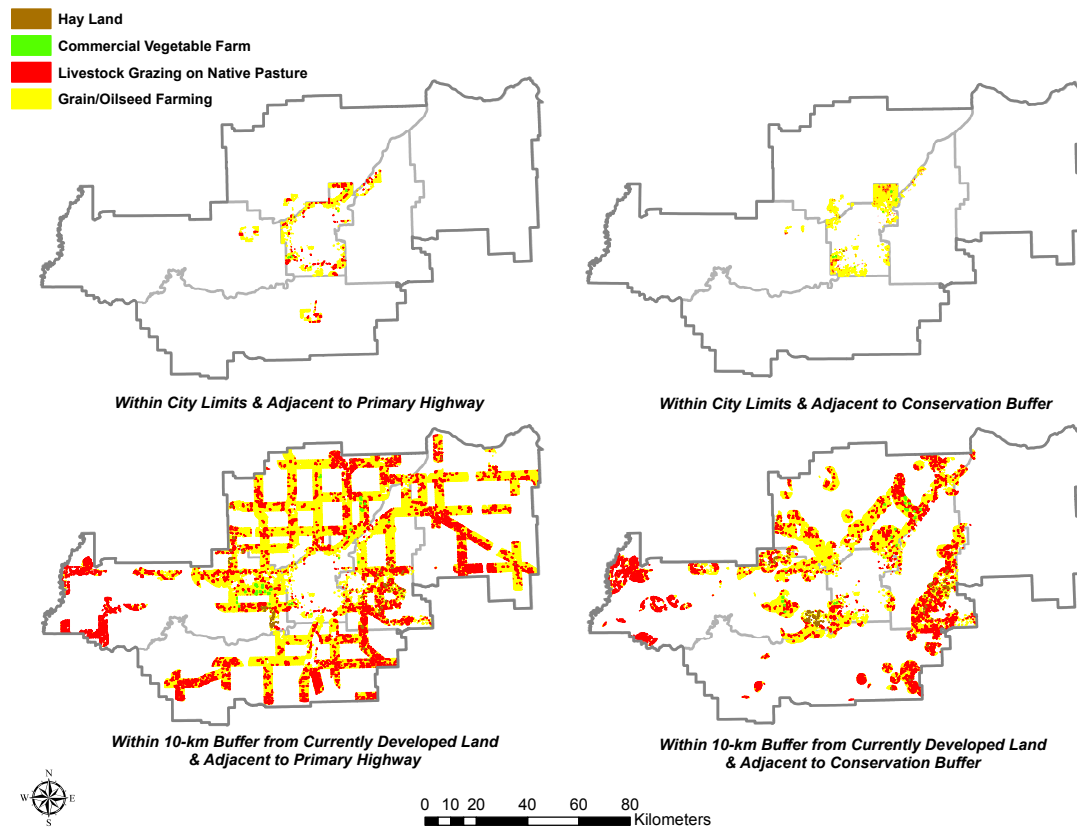 Hay Land
Commercial Vegetable Farm
Livestock Grazing on Native Pasture
Grain/Oilseed Farming
Within City Limits & Adjacent to Primary Highway
Within City Limits & Adjacent to Conservation Buffer
Within 10-km Buffer from Currently Developed Land
& Adjacent to Primary Highway
Within 10-km Buffer from Currently Developed Land
& Adjacent to Conservation Buffer
N
W E
S
0 10 20 40 60 80
Kilometers